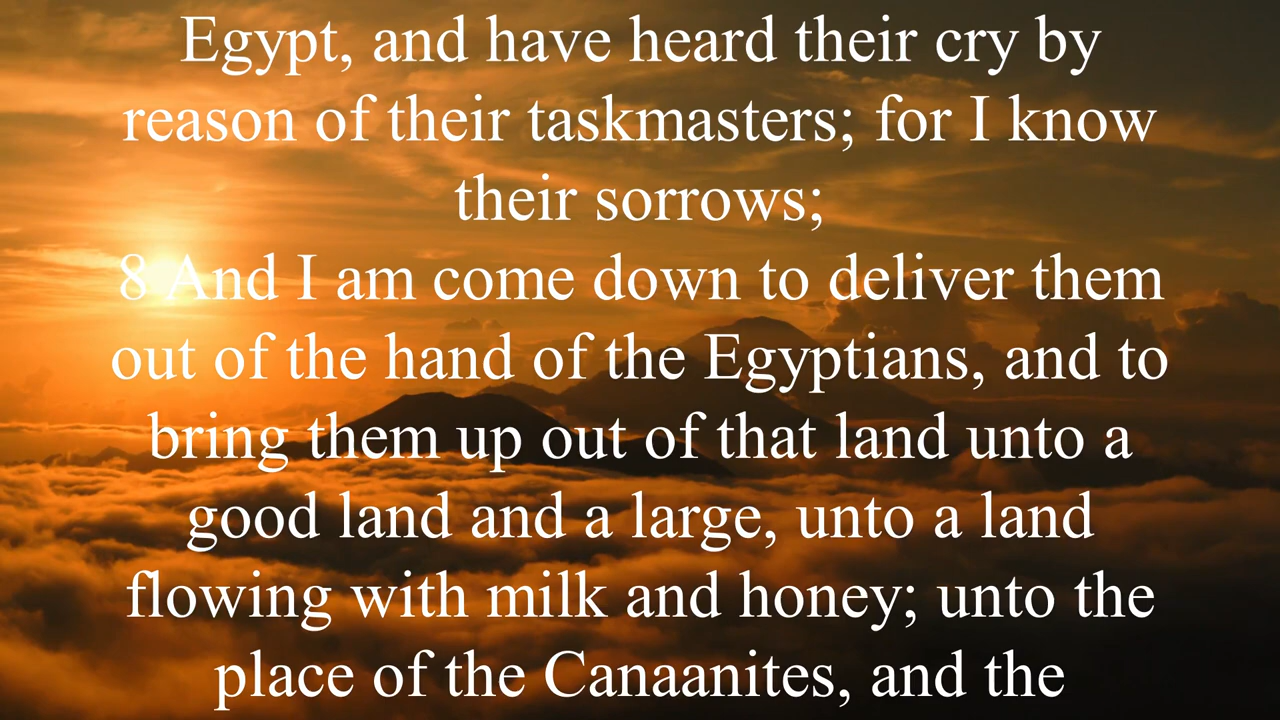 Egypt, and have heard their cry by
reason of their taskmasters; for I know
their sorrows;
8 And I am come down to deliver them
out of the hand of the Egyptians, and to
bring them up out of that land unto a
good land and a large, unto a land
flowing with milk and honey; unto the
place of the Canaanites, and the